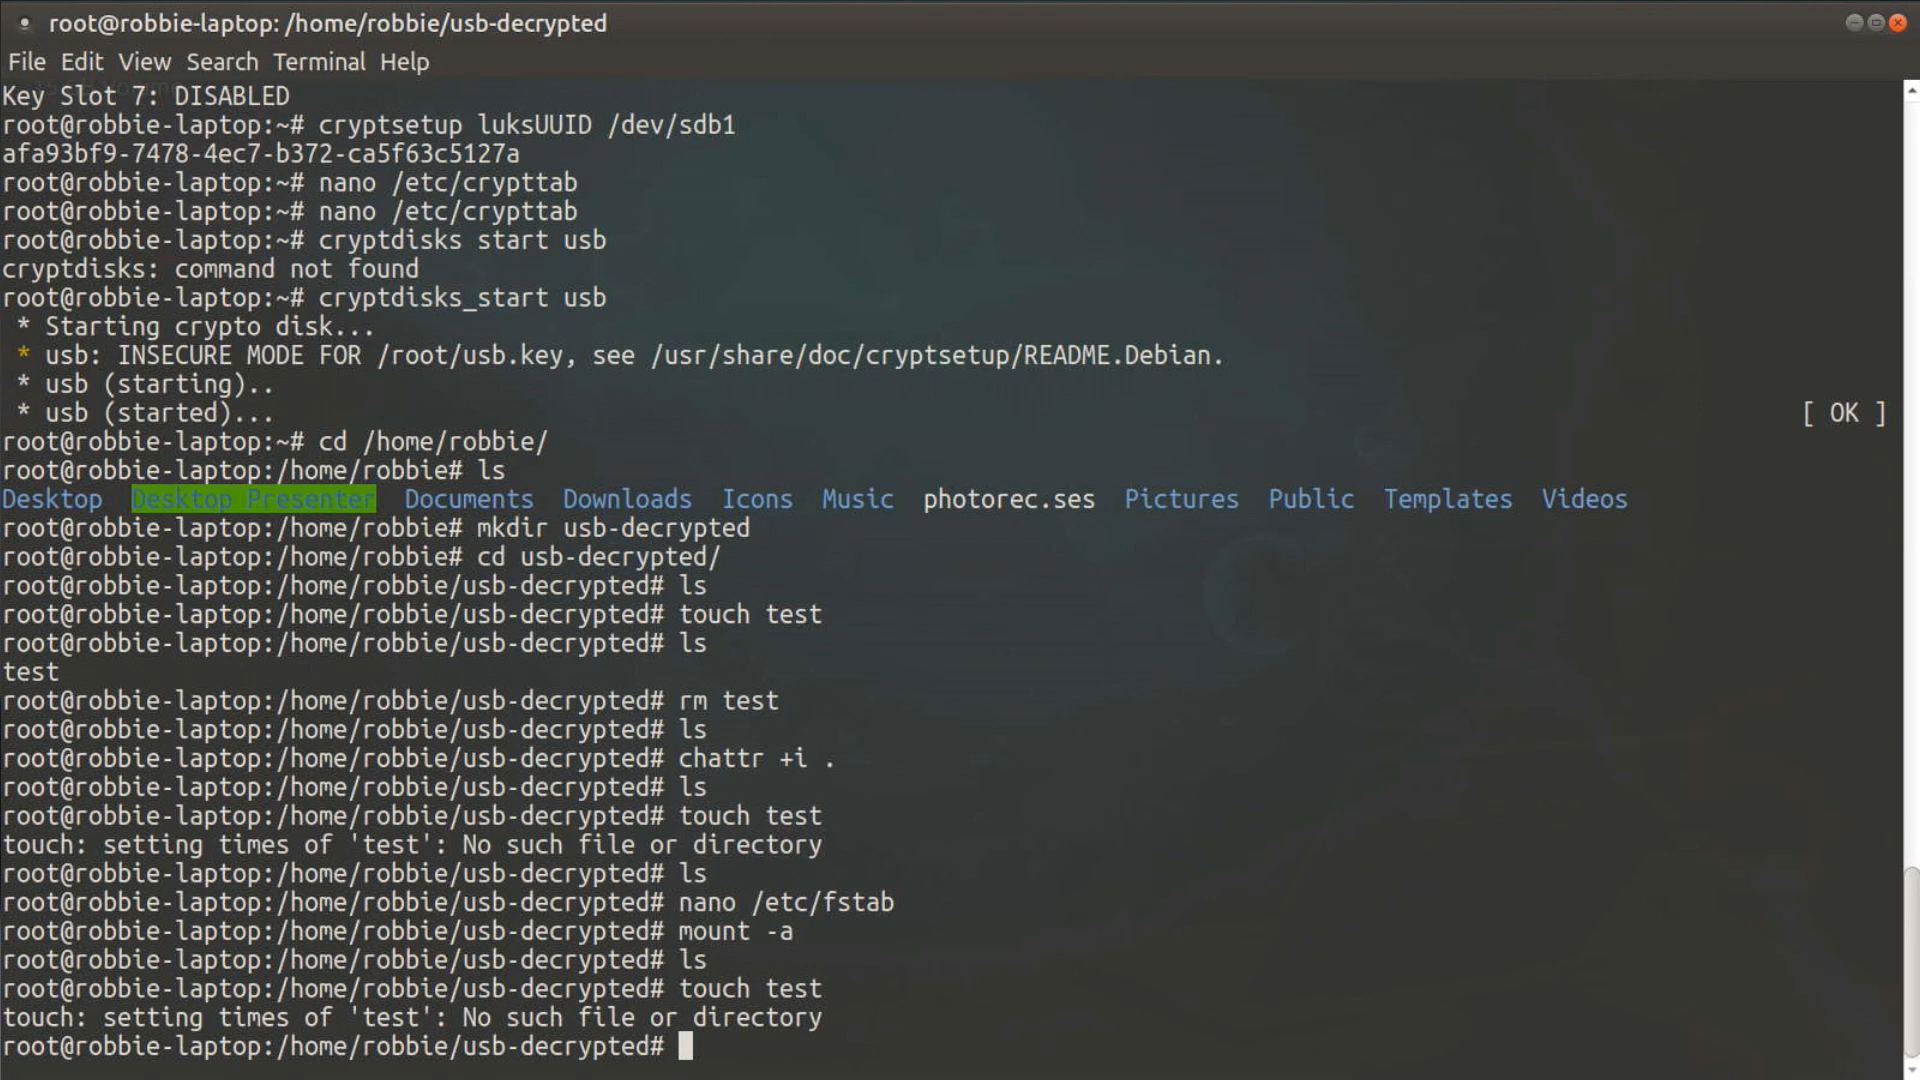 root@robbie-laptop: /home/robbie/usb-decrypted
File Edit View Search Terminal Help
Key Slot 7: DISABLED
root@robbie-laptop:~# cryptsetup luksUUID /dev/sdb1
afa93bf9-7478-4ec7-b372-ca5f63c5127a
root@robbie-laptop:~# nano /etc/crypttab
root@robbie-laptop:~# nano /etc/crypttab
root@robbie-laptop:~# cryptdisks start usb
cryptdisks: command not found
root@robbie-laptop:~# cryptdisks_start usb
 * Starting crypto disk...
 * usb: INSECURE MODE FOR /root/usb.key, see /usr/share/doc/cryptsetup/README.Debian.
 * usb (starting)..
 * usb (started)... [ OK ]
root@robbie-laptop:~# cd /home/robbie/
root@robbie-laptop:/home/robbie# ls
Desktop Desktop Presenter Documents Downloads Icons Music photorec.ses Pictures Public Templates Videos
root@robbie-laptop:/home/robbie# mkdir usb-decrypted
root@robbie-laptop:/home/robbie# cd usb-decrypted/
root@robbie-laptop:/home/robbie/usb-decrypted# ls
root@robbie-laptop:/home/robbie/usb-decrypted# touch test
root@robbie-laptop:/home/robbie/usb-decrypted# ls
test
root@robbie-laptop:/home/robbie/usb-decrypted# rm test
root@robbie-laptop:/home/robbie/usb-decrypted# ls
root@robbie-laptop:/home/robbie/usb-decrypted# chattr +i .
root@robbie-laptop:/home/robbie/usb-decrypted# ls
root@robbie-laptop:/home/robbie/usb-decrypted# touch test
touch: setting times of 'test': No such file or directory
root@robbie-laptop:/home/robbie/usb-decrypted# ls
root@robbie-laptop:/home/robbie/usb-decrypted# nano /etc/fstab
root@robbie-laptop:/home/robbie/usb-decrypted# mount -a
root@robbie-laptop:/home/robbie/usb-decrypted# ls
root@robbie-laptop:/home/robbie/usb-decrypted# touch test
touch: setting times of 'test': No such file or directory
root@robbie-laptop:/home/robbie/usb-decrypted#